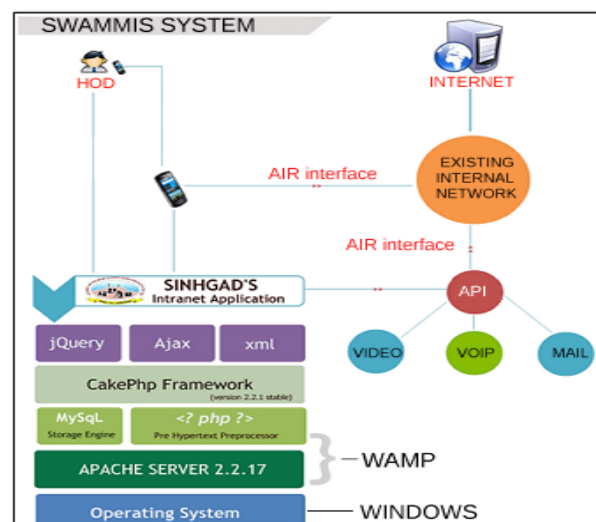 SWAMMIS SYSTEM
HOD
INTERNET
EXISTING
INTERNAL
NETWORK
AIR interface
AIR interface
SINHGAD'S
Intranet Application
API
jQuery
Ajax
xml
VIDEO
VOIP
MAIL
CakePhp Framework
(version 2.2.1 stable)
MySqL
Storage Engine
<? php ?>
Pre Hypertext Preprocessor
WAMP
APACHE SERVER 2.2.17
Operating System
WINDOWS